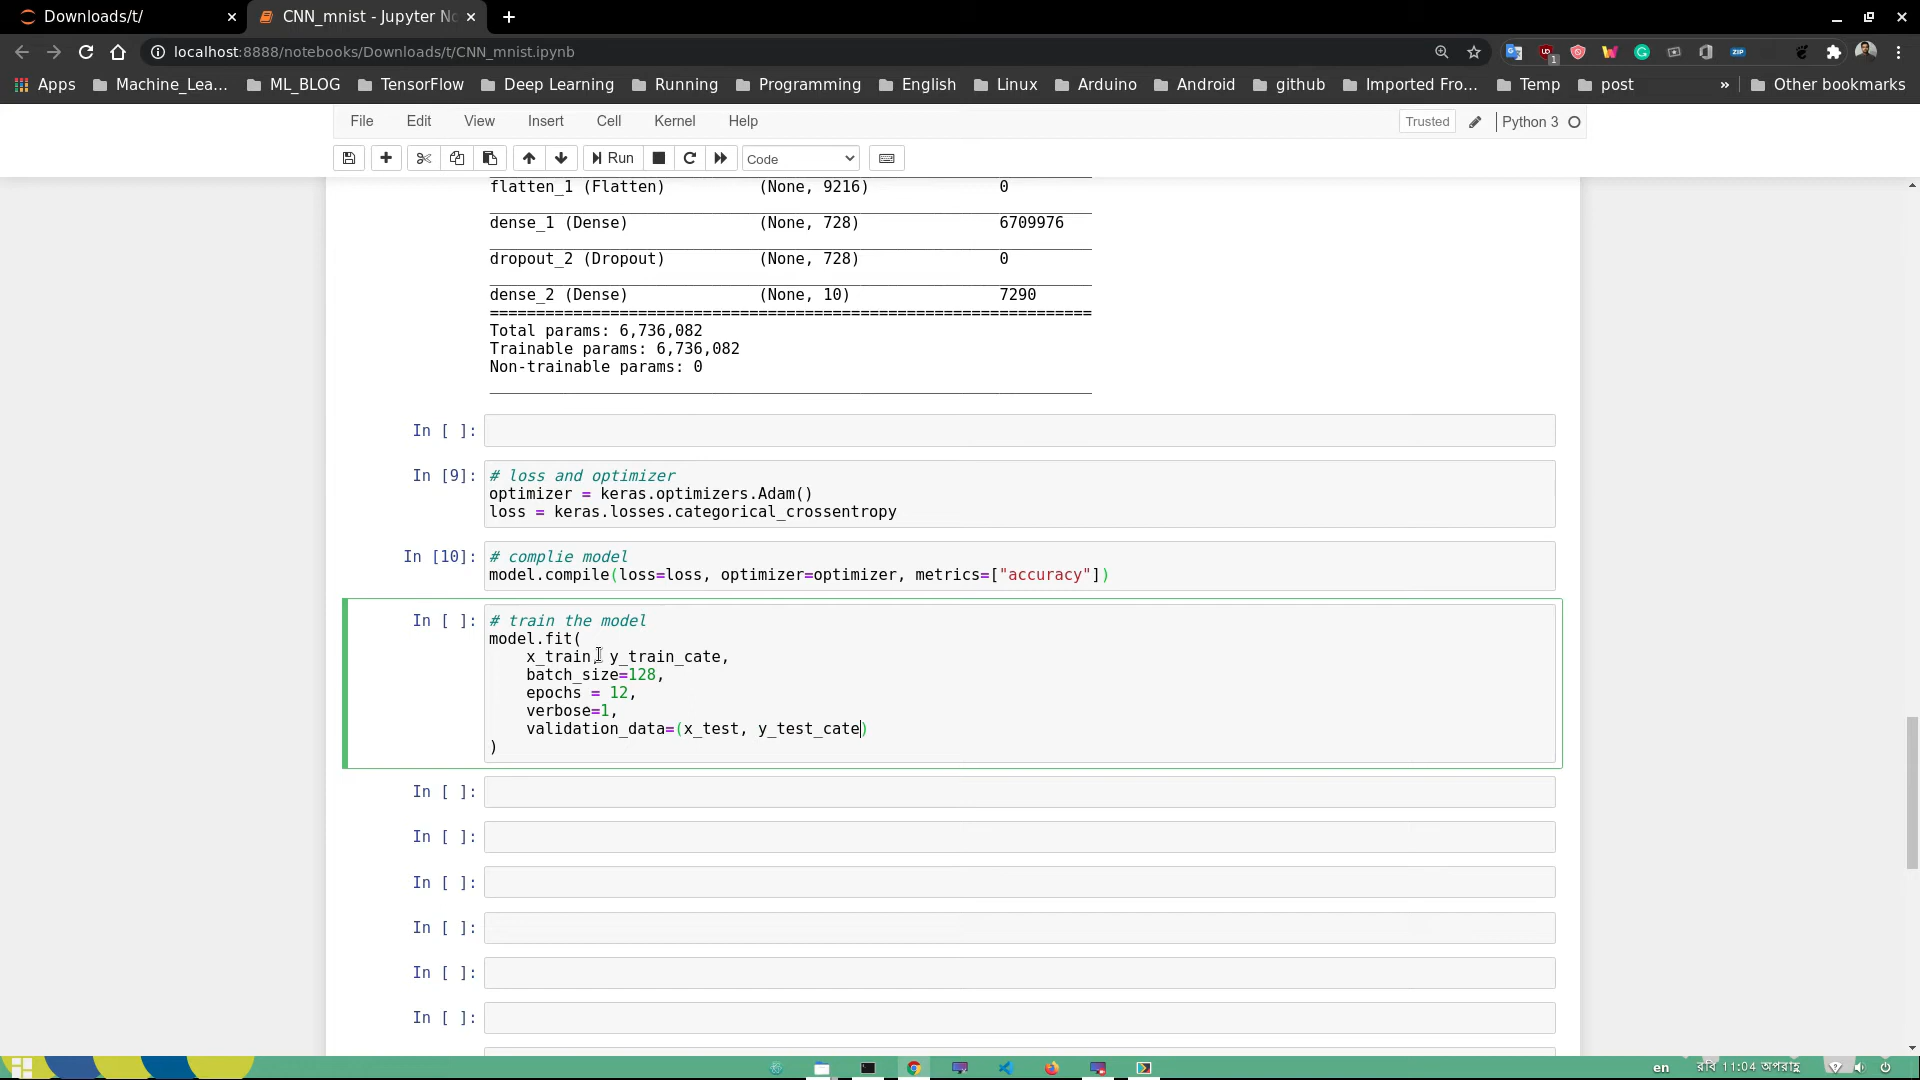 Downloads/t/
CNN_mnist - Jupyter No
localhost:8888/notebooks/Downloads/t/CNN_mnist.ipynb
Apps Machine_Lea... ML_BLOG TensorFlow Deep Learning Running Programming English Linux Arduino Android github Imported Fro... Temp post » Other bookmarks
File Edit View Insert Cell Kernel Help Trusted Python 3
Run Code
flatten_1 (Flatten) (None, 9216) 0
dense_1 (Dense) (None, 728) 6709976
dropout_2 (Dropout) (None, 728) 0
dense_2 (Dense) (None, 10) 7290
=================================================================
Total params: 6,736,082
Trainable params: 6,736,082
Non-trainable params: 0
In [ ]:
In [9]: # loss and optimizer
optimizer = keras.optimizers.Adam()
loss = keras.losses.categorical_crossentropy
In [10]: # complie model
model.compile(loss=loss, optimizer=optimizer, metrics=["accuracy"])
In [ ]: # train the model
model.fit(
x_train, y_train_cate,
batch_size=128,
epochs = 12,
verbose=1,
validation_data=(x_test, y_test_cate)
)
In [ ]:
In [ ]:
In [ ]:
In [ ]:
In [ ]:
In [ ]:
en রবি 11:04 অপরাহ্ণ